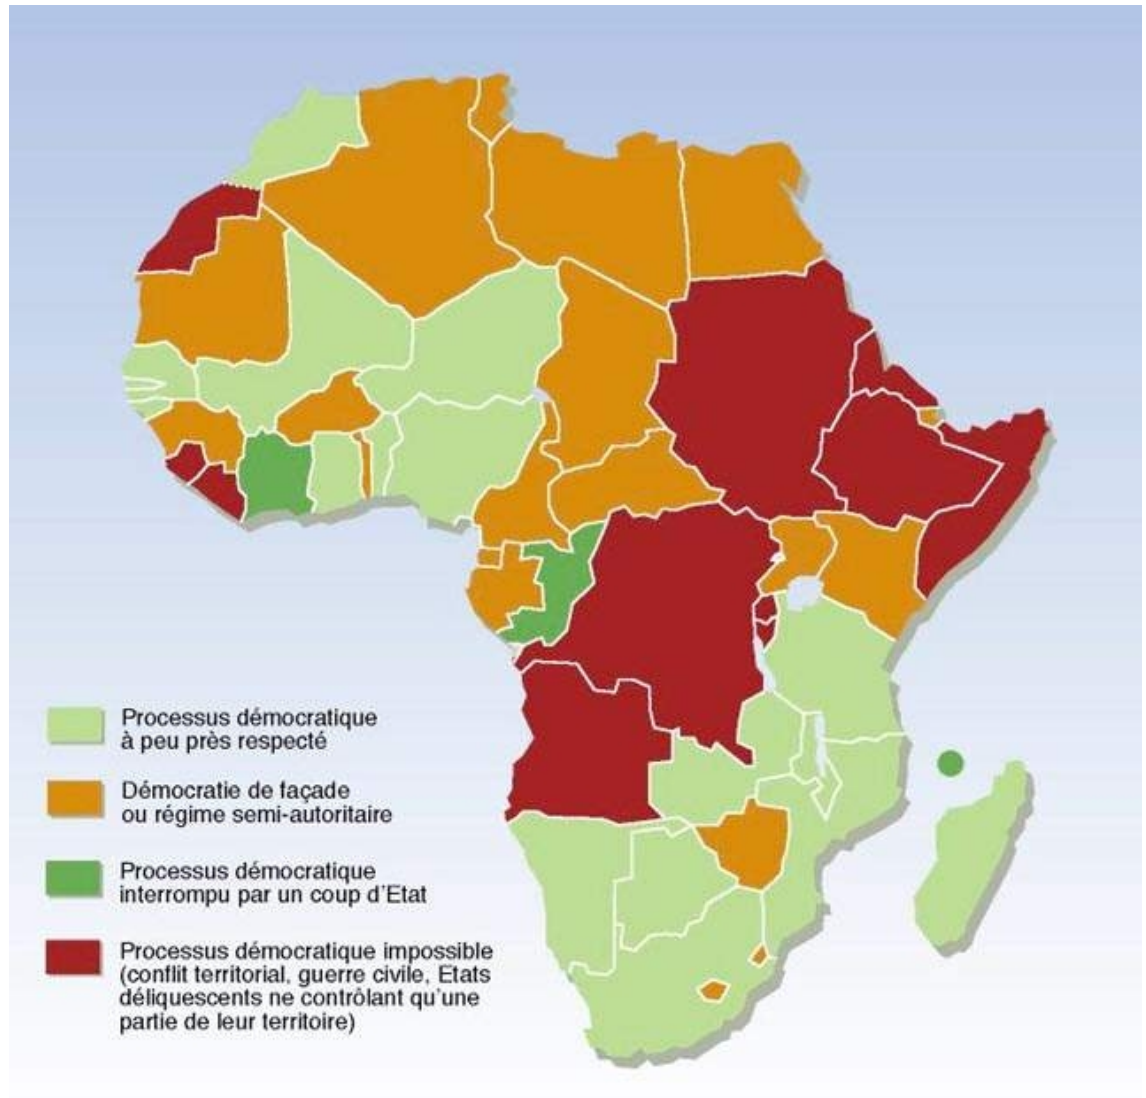 Processus démocratique
à peu près respecté
Démocratie de façade
ou régime semi-autoritaire
Processus démocratique
interrompu par un coup d'Etat
Processus démocratique impossible
(conflit territorial, guerre civile, Etats
déliquescents ne contrôlant qu'une
partie de leur territoire)